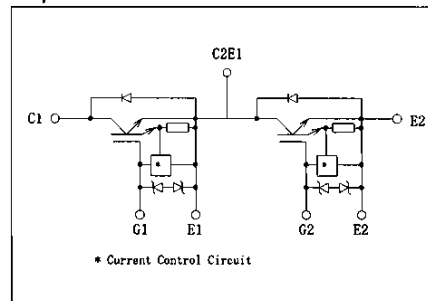 C2E1
C1
E2
*
*
G1 E1 G2 E2
* Current Control Circuit